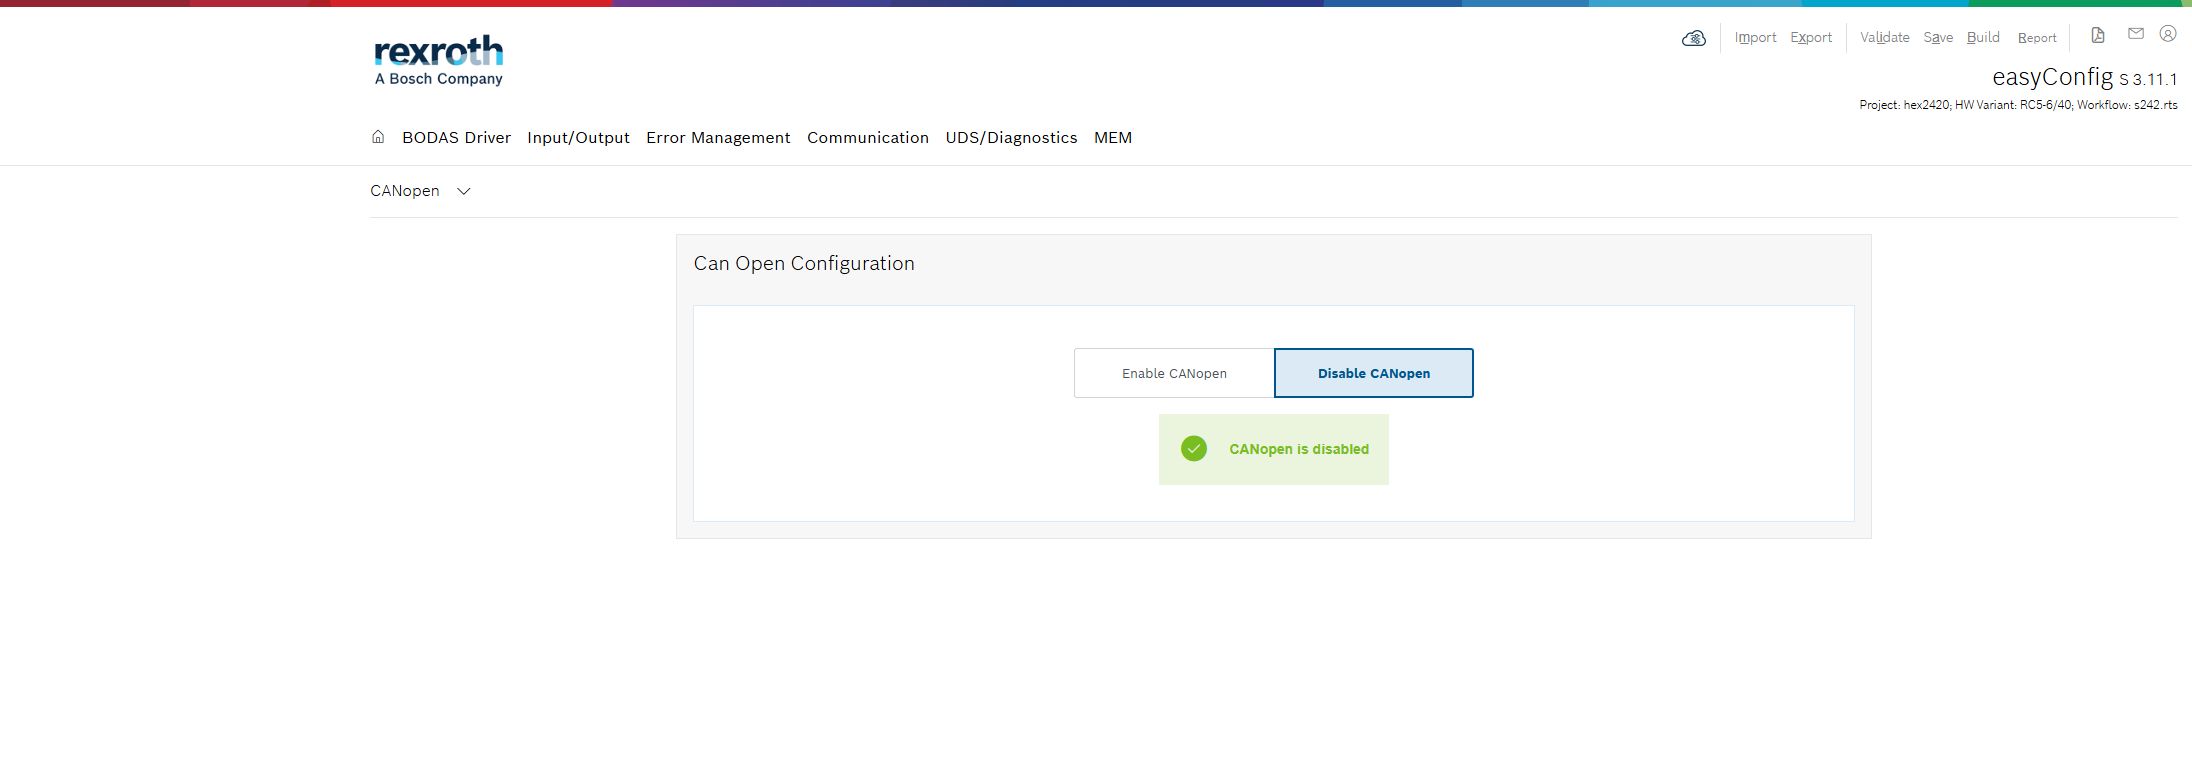 rexroth
A Bosch Company
Import Export Validate Save Build Report
easyConfig S 3.11.1
Project: hex2420; HW Variant: RC5-6/40; Workflow: s242.rts
BODAS Driver Input/Output Error Management Communication UDS/Diagnostics MEM
CANopen
Can Open Configuration
Enable CANopen Disable CANopen
CANopen is disabled